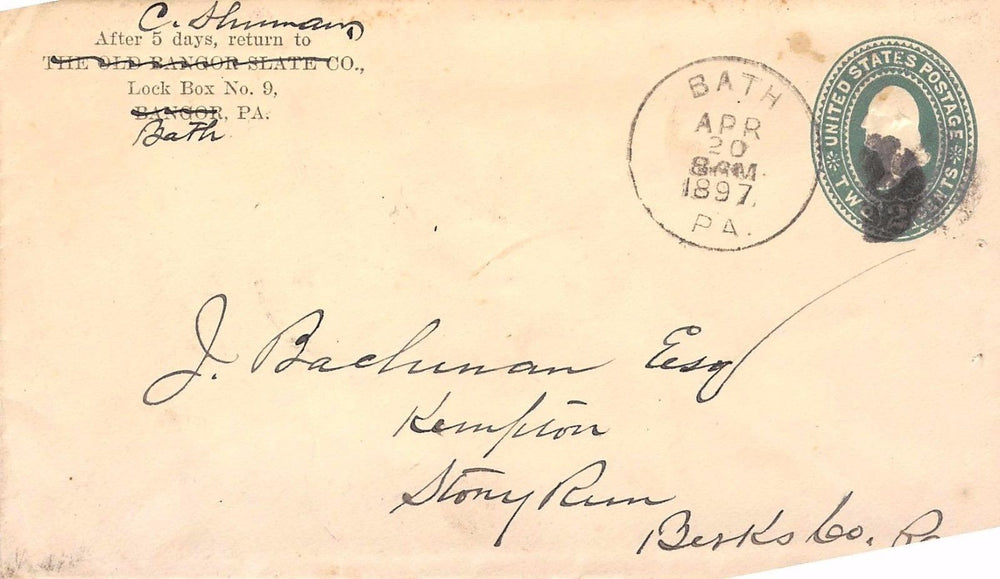 C. Shuman,
After 5 days, return to
THE OLD BANGOR SLATE CO.,
Lock Box No. 9,
BANGOR, PA.
Bath
BATH
APR
20
8 AM
1897.
PA.
UNITED STATES POSTAGE
TWO CENTS
J. Bachman Esq
Kempton
Stony Run
Berks Co. Pa